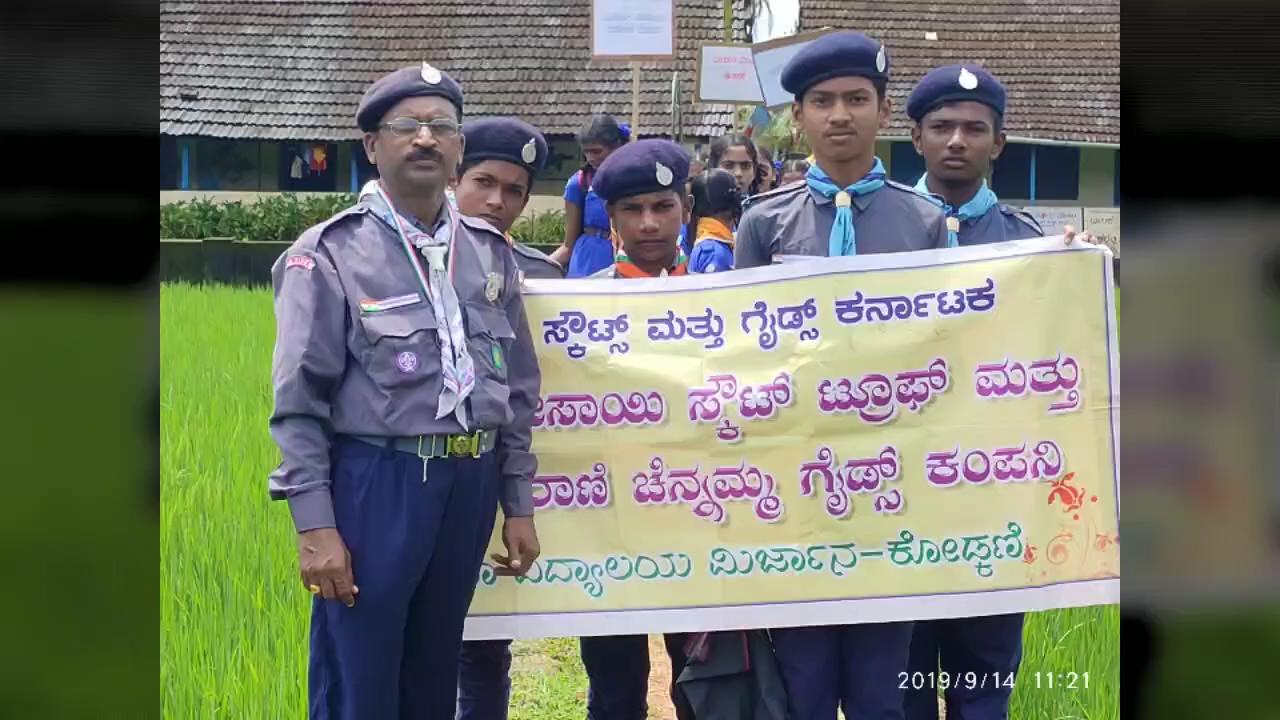 ಸ್ಕೌಟ್ಸ್ ಮತ್ತು ಗೈಡ್ಸ್ ಕರ್ನಾಟಕ
ಸಾಯಿ ಸ್ಕೌಟ್ ಟ್ರೂಫ್ ಮತ್ತು
ರಾಣಿ ಚೆನ್ನಮ್ಮ ಗೈಡ್ಸ್ ಕಂಪನಿ
ವಿದ್ಯಾಲಯ ಮಿರ್ಜಾನ-ಕೋಡ್ಕಣಿ
2019/9/14 11:21